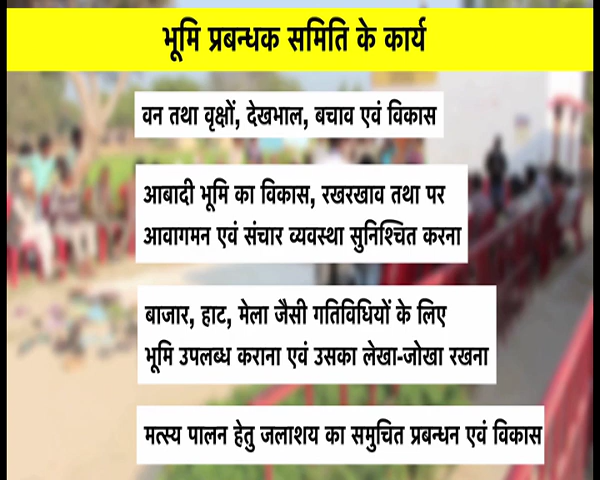 भूमि प्रबन्धक समिति के कार्य
वन तथा वृक्षों, देखभाल, बचाव एवं विकास
आबादी भूमि का विकास, रखरखाव तथा पर
आवागमन एवं संचार व्यवस्था सुनिश्चित करना
बाजार, हाट, मेला जैसी गतिविधियों के लिए
भूमि उपलब्ध कराना एवं उसका लेखा-जोखा रखना
मत्स्य पालन हेतु जलाशय का समुचित प्रबन्धन एवं विकास